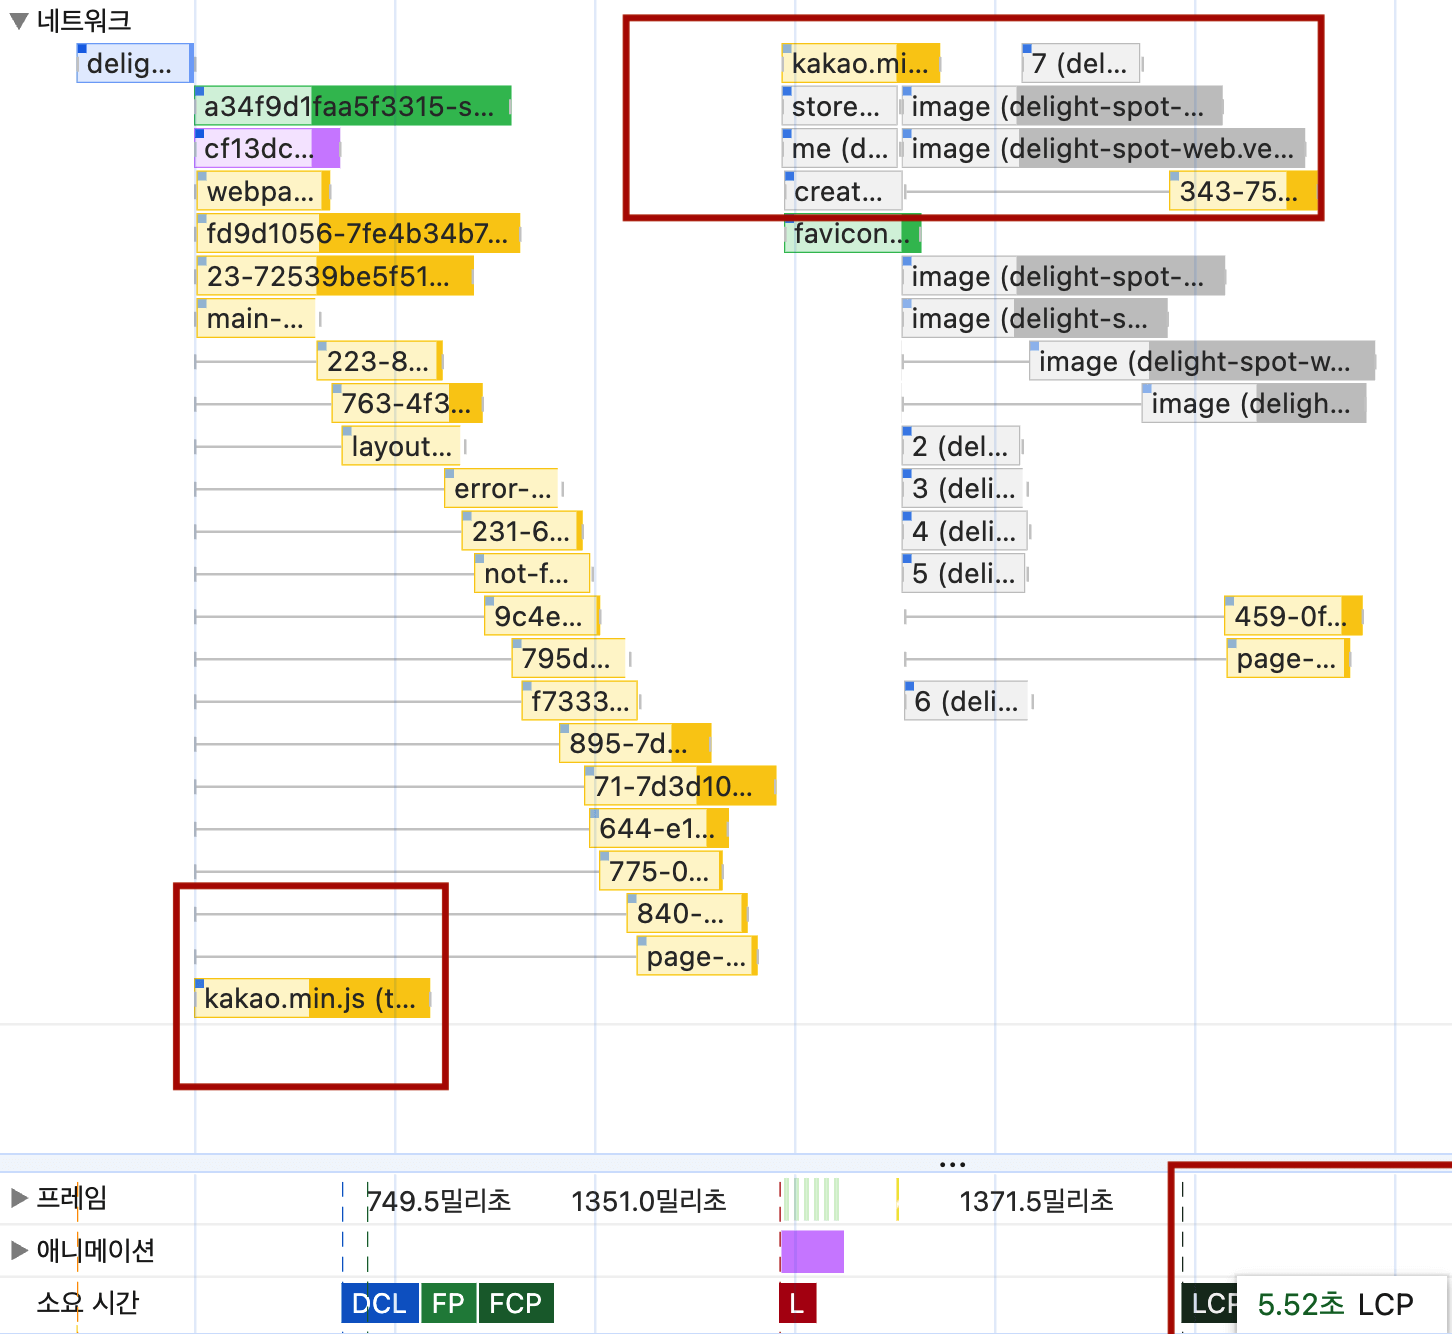 네트워크
delig...
kakao.mi...
7 (del...
a34f9d1faa5f3315-s...
store...
image (delight-spot-...
cf13dc...
me (d...
image (delight-spot-web.ve...
webpa...
creat...
343-75...
fd9d1056-7fe4b34b7...
favicon...
23-72539be5f51...
image (delight-spot-...
main-...
image (delight-s...
223-8...
image (delight-spot-w...
763-4f3...
image (deligh...
layout...
2 (del...
error-...
3 (deli...
231-6...
4 (deli...
not-f...
5 (deli...
9c4e...
459-0f...
795d...
page-...
f7333...
6 (deli...
895-7d...
71-7d3d10...
644-e1...
775-0...
840-...
page-...
kakao.min.js (t...
...
프레임
749.5밀리초
1351.0밀리초
1371.5밀리초
애니메이션
소요 시간
DCL
FP
FCP
L
LCP
5.52초 LCP